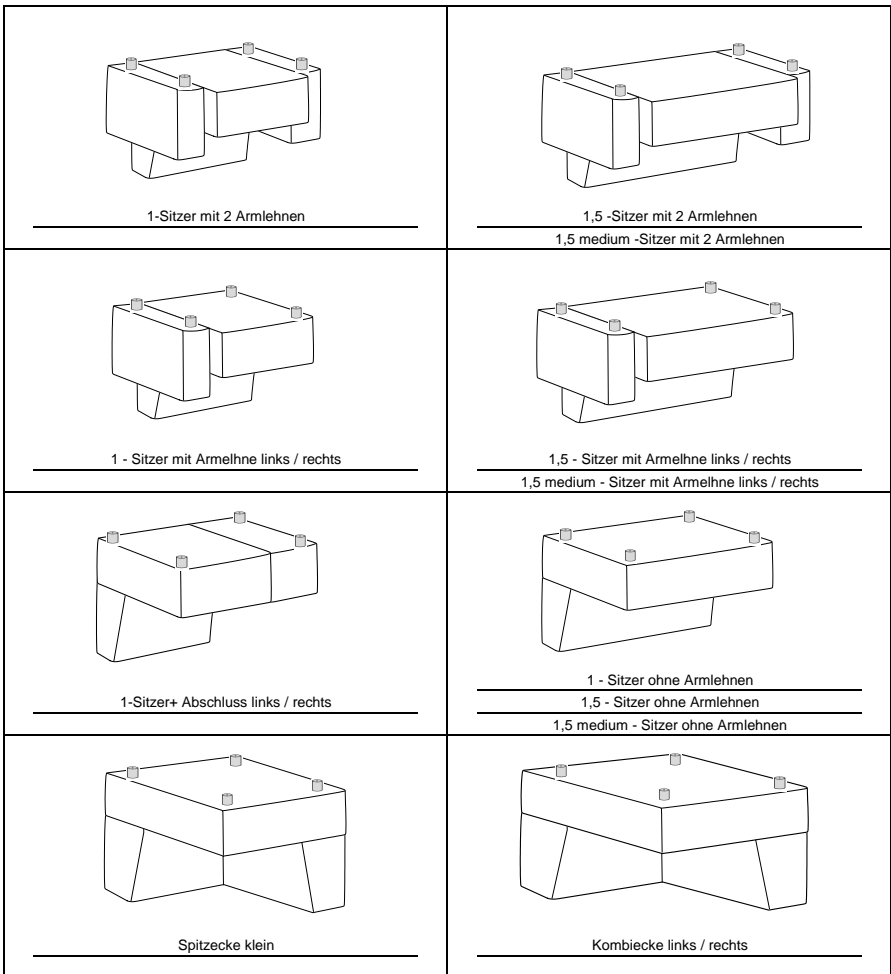 1-Sitzer mit 2 Armlehnen
1,5 -Sitzer mit 2 Armlehnen
1,5 medium -Sitzer mit 2 Armlehnen
1 - Sitzer mit Armelhne links / rechts
1,5 - Sitzer mit Armelhne links / rechts
1,5 medium - Sitzer mit Armelhne links / rechts
1-Sitzer+ Abschluss links / rechts
1 - Sitzer ohne Armlehnen
1,5 - Sitzer ohne Armlehnen
1,5 medium - Sitzer ohne Armlehnen
Spitzecke klein
Kombiecke links / rechts